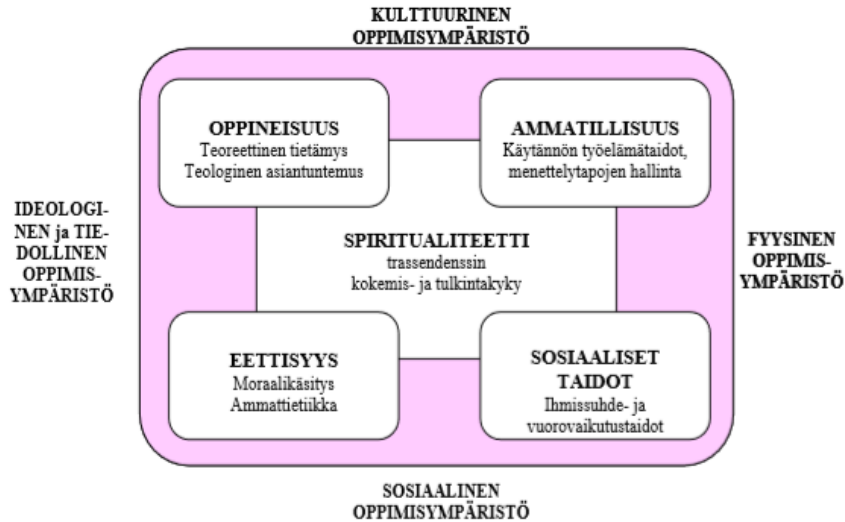 KULTTUURINEN
OPPIMISYMPÄRISTÖ
OPPINEISUUS
Teoreettinen tietämys
Teologinen asiantuntemus
AMMATILLISUUS
Käytännön työelämätaidot,
menettelytapojen hallinta
IDEOLOGI-
NEN ja TIE-
DOLLINEN
OPPIMIS-
YMPÄRISTÖ
SPIRITUALITEETTI
trassendenssin
kokemis- ja tulkintakyky
FYYSINEN
OPPIMIS-
YMPÄRISTÖ
EETTISYYS
Moraalikäsitys
Ammattietiikka
SOSIAALISET
TAIDOT
Ihmissuhde- ja
vuorovaikutustaidot
SOSIAALINEN
OPPIMISYMPÄRISTÖ